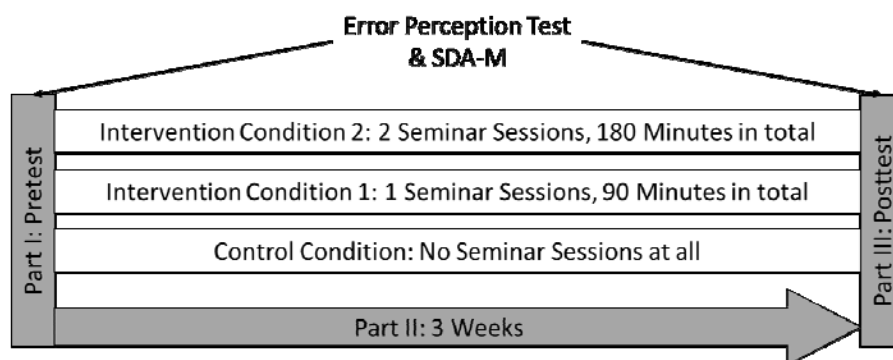 Error Perception Test
& SDA-M
Part I: Pretest
Intervention Condition 2: 2 Seminar Sessions, 180 Minutes in total
Intervention Condition 1: 1 Seminar Sessions, 90 Minutes in total
Control Condition: No Seminar Sessions at all
Part II: 3 Weeks
Part III: Posttest